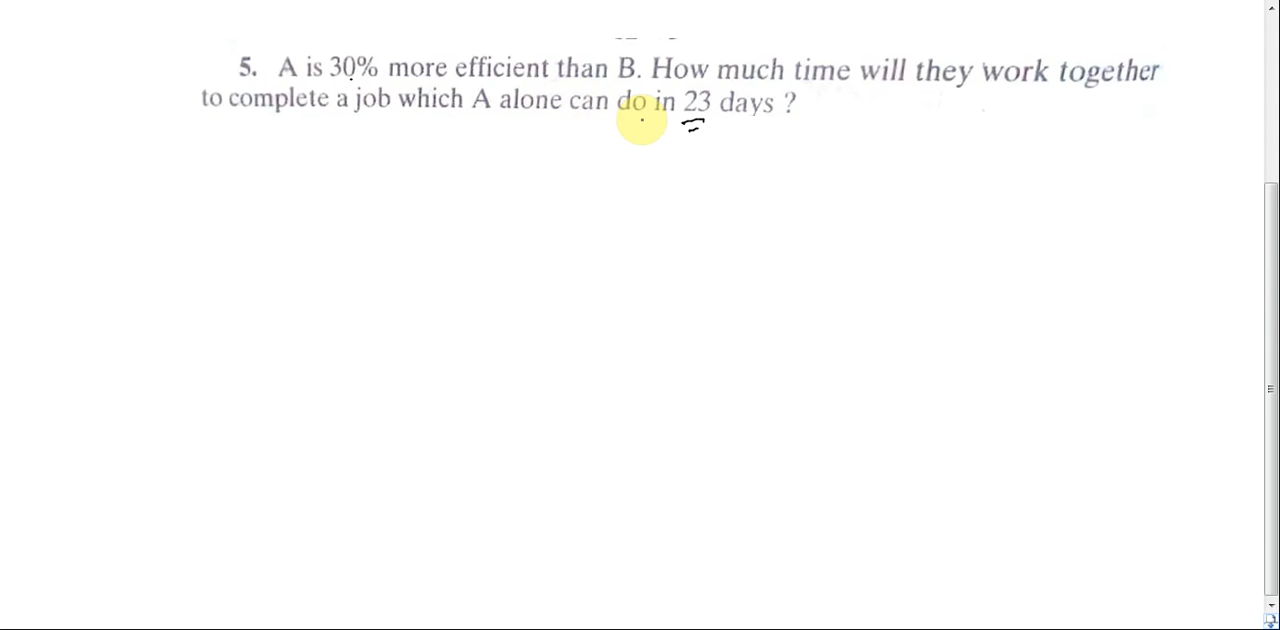 5. A is 30% more efficient than B. How much time will they work together
to complete a job which A alone can do in 23 days ?